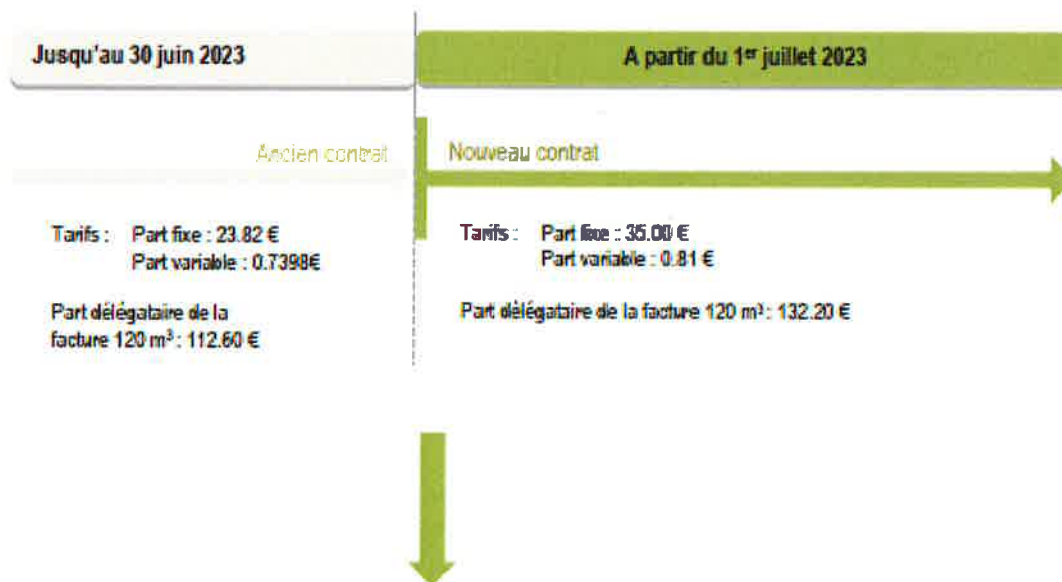 Jusqu'au 30 juin 2023
A partir du 1er juillet 2023
Ancien contrat
Nouveau contrat
Tarifs : Part fixe : 23.82 €
Part variable : 0.7398€
Part délégataire de la
facture 120 m³ : 112.60 €
Tarifs : Part fixe : 35.00 €
Part variable : 0.81 €
Part délégataire de la facture 120 m³ : 132.20 €